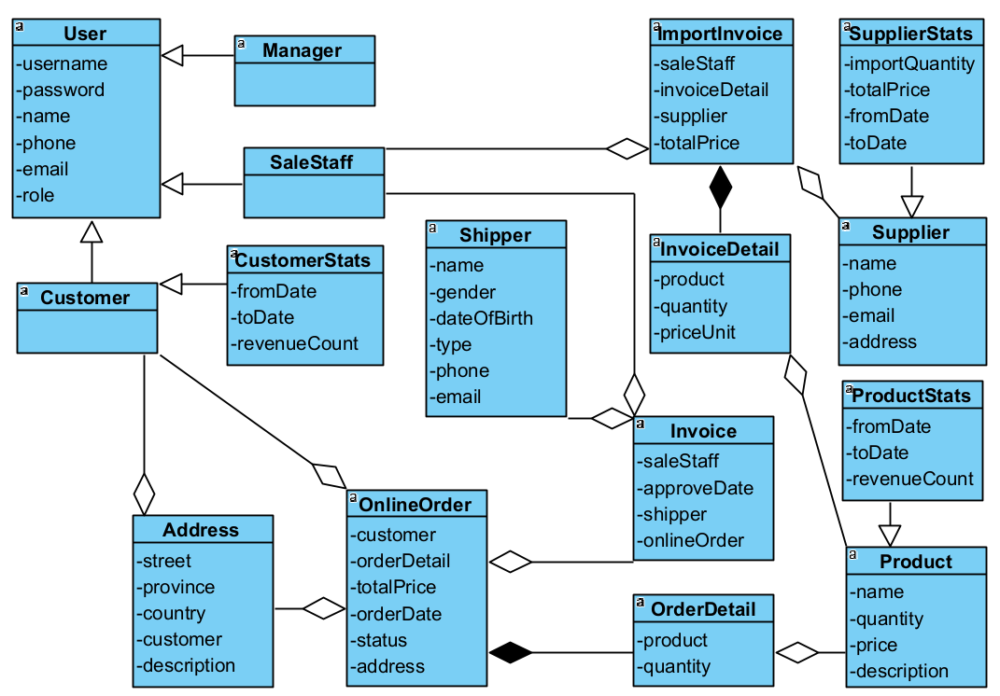 a
User
-username
-password
-name
-phone
-email
-role
a
Manager
SaleStaff
a
Customer
a
CustomerStats
-fromDate
-toDate
-revenueCount
a
Shipper
-name
-gender
-dateOfBirth
-type
-phone
-email
a
ImportInvoice
-saleStaff
-invoiceDetail
-supplier
-totalPrice
a
SupplierStats
-importQuantity
-totalPrice
-fromDate
-toDate
a
InvoiceDetail
-product
-quantity
-priceUnit
a
Supplier
-name
-phone
-email
-address
a
ProductStats
-fromDate
-toDate
-revenueCount
a
Invoice
-saleStaff
-approveDate
-shipper
-onlineOrder
Address
-street
-province
-country
-customer
-description
a
OnlineOrder
-customer
-orderDetail
-totalPrice
-orderDate
-status
-address
a
OrderDetail
-product
-quantity
a
Product
-name
-quantity
-price
-description